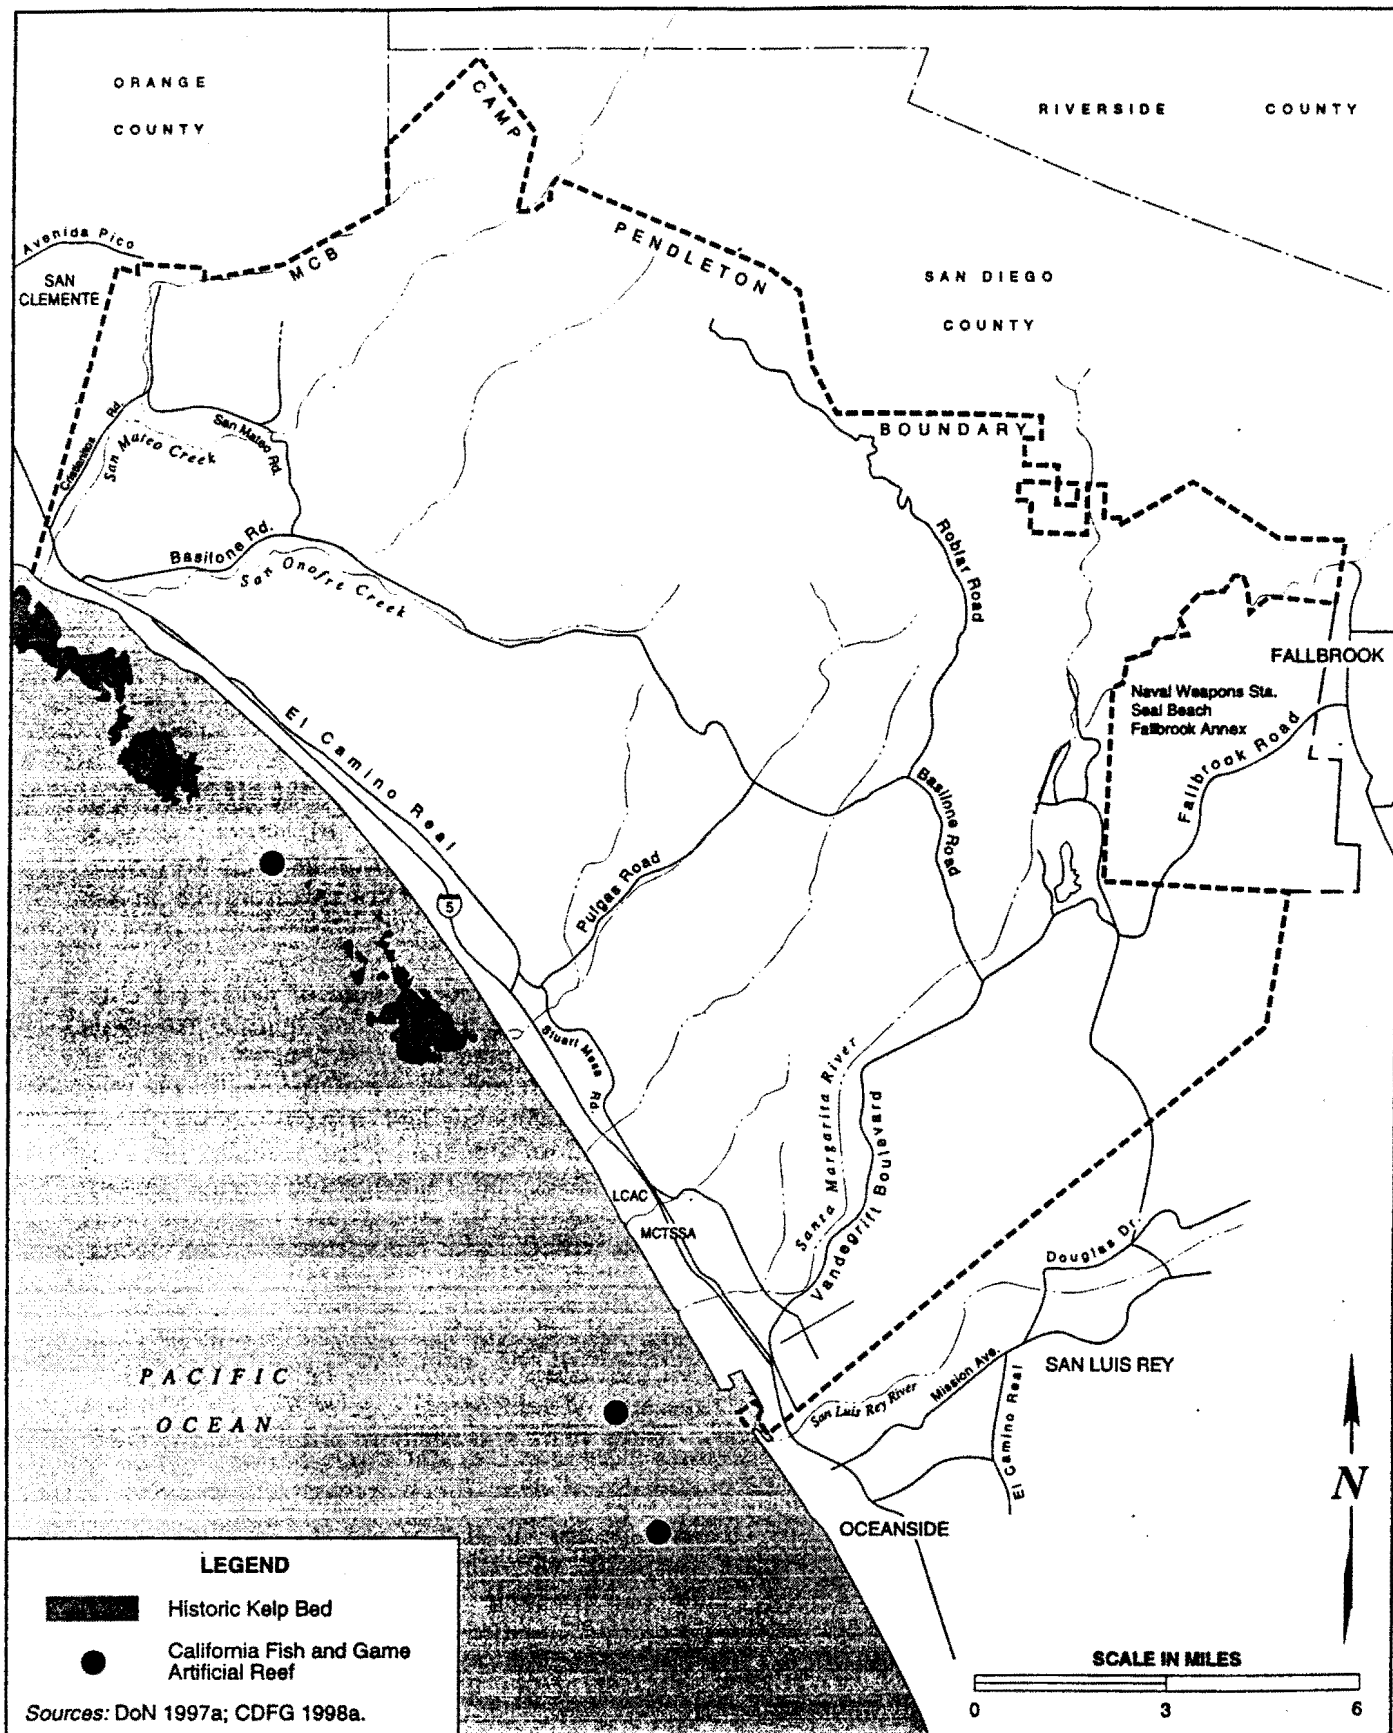 ORANGE
COUNTY
CAMP
RIVERSIDE COUNTY
Avenida Pico
SAN
CLEMENTE
MCB
PENDLETON
SAN DIEGO
COUNTY
BOUNDARY
Cristianitos Rd.
San Mateo Creek
San Mateo Rd.
Basilone Rd.
San Onofre Creek
Roblar Road
FALLBROOK
Naval Weapons Sta.
Seal Beach
Fallbrook Annex
Fallbrook Road
El Camino Real
Basilone Road
Pulgas Road
5
Stuart Mesa Rd.
Santa Margarita River
Vandegrift Boulevard
LCAC
MCTSSA
Douglas Dr.
PACIFIC
OCEAN
San Luis Rey River
Mission Ave.
SAN LUIS REY
El Camino Real
N
OCEANSIDE
LEGEND
Historic Kelp Bed
California Fish and Game
Artificial Reef
Sources: DoN 1997a; CDFG 1998a.
SCALE IN MILES
0 3 6